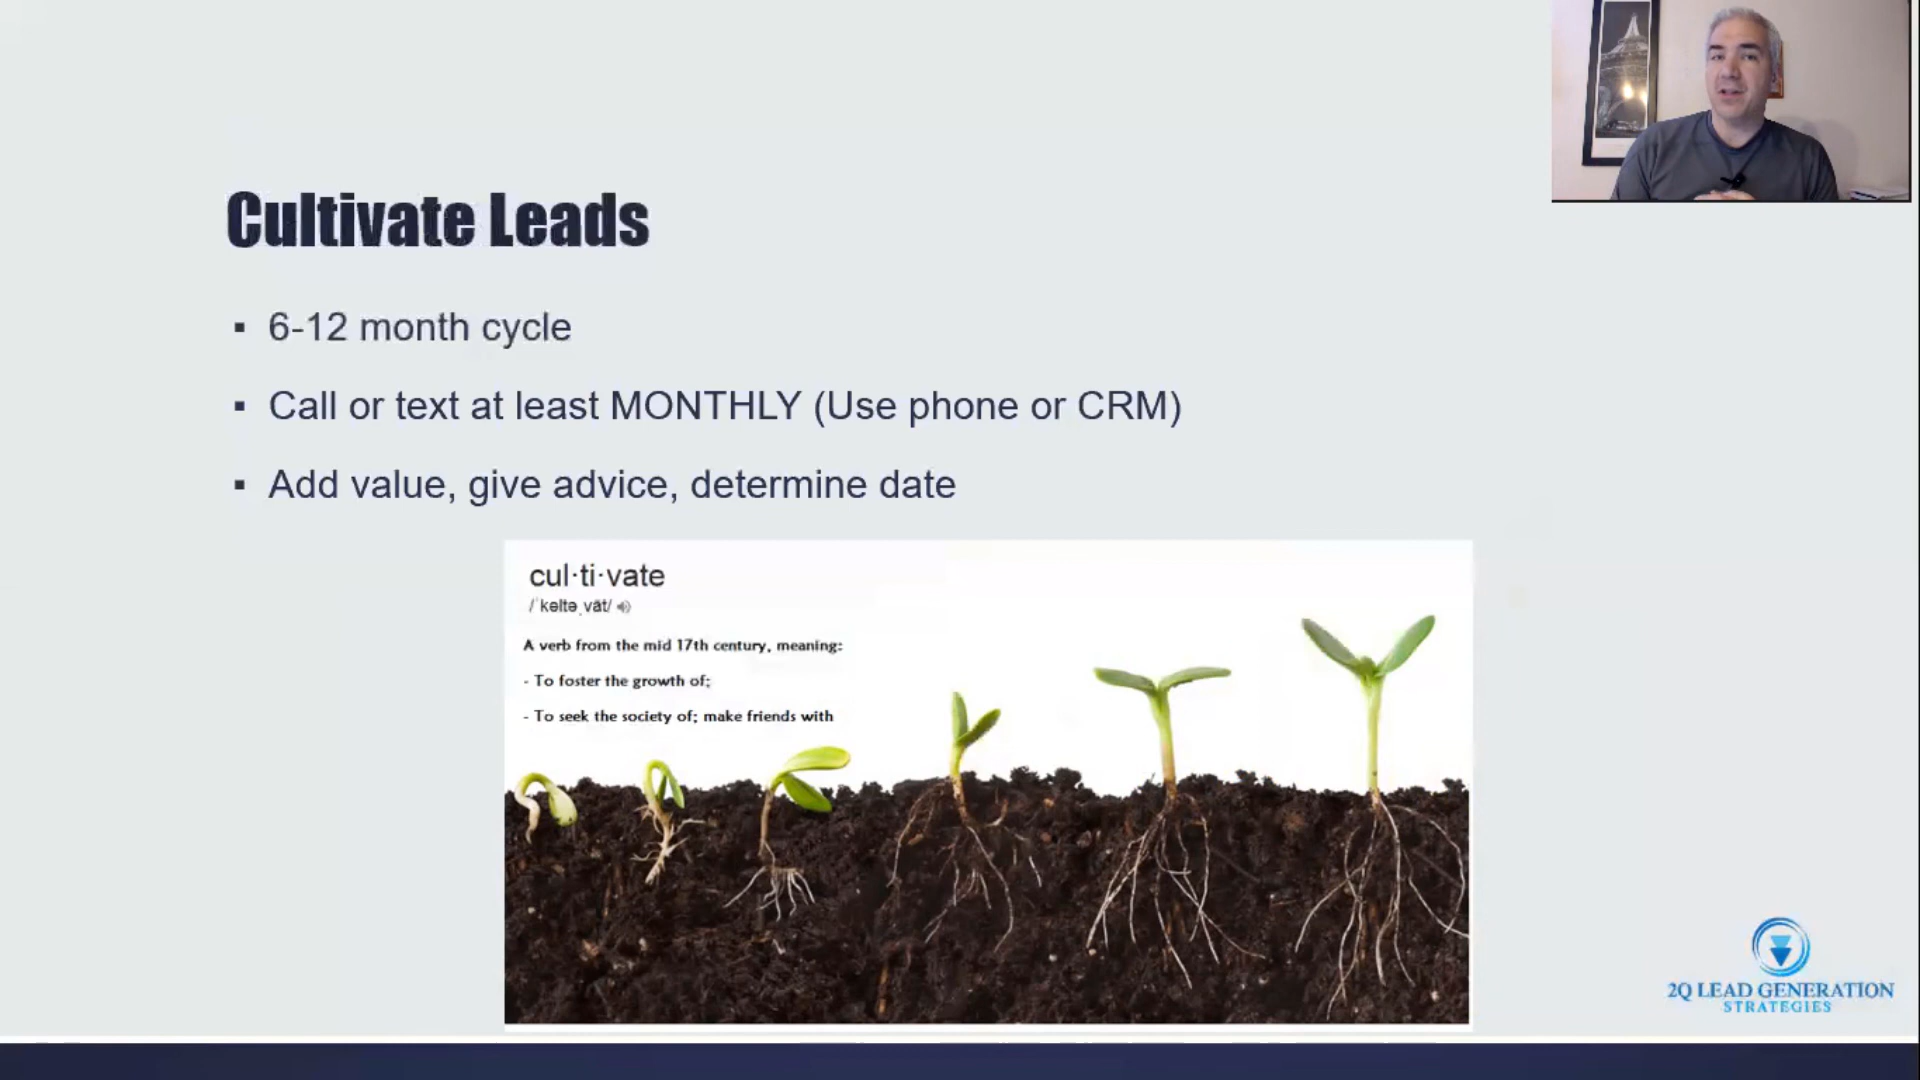 Cultivate Leads
▪ 6-12 month cycle
▪ Call or text at least MONTHLY (Use phone or CRM)
▪ Add value, give advice, determine date
cul·ti·vate
/ˈkəltəˌvāt/
A verb from the mid 17th century, meaning:
- To foster the growth of;
- To seek the society of; make friends with
2Q LEAD GENERATION
STRATEGIES